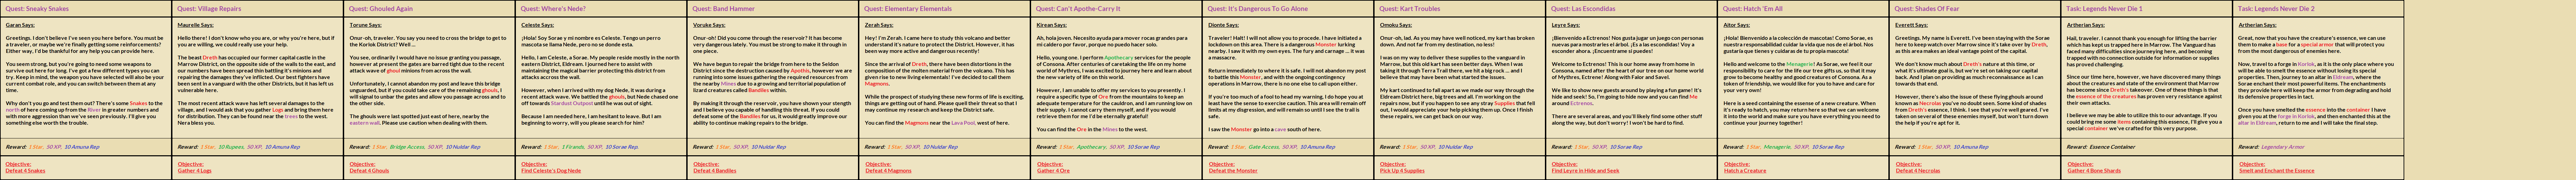 Quest: Sneaky Snakes
Garan Says:
Greetings. I don't believe I've seen you here before. You must be
a traveler, or maybe we're finally getting some reinforcements?
Either way, I'd be thankful for any help you can provide here.
You seem strong, but you're going to need some weapons to
survive out here for long. I've got a few different types you can
try. Keep in mind, the weapon you have selected will also be your
current combat role, and you can switch between them at any
time.
Why don't you go and test them out? There's some Snakes to the
north of here coming up from the River in greater numbers and
with more aggression than we've seen previously. I'll give you
something else worth the trouble.
Reward: 1 Star, 50 XP, 10 Amuna Rep
Objective:
Defeat 4 Snakes
Quest: Village Repairs
Maurelle Says:
Hello there! I don't know who you are, or why you're here, but if
you are willing, we could really use your help.
The beast Dreth has occupied our former capital castle in the
Marrow District, on the opposite side of the walls to the east, and
our numbers have been spread thin battling it's minions and
repairing the damages they've inflicted. Our best fighters have
been sent in a vanguard with the other Districts, but it has left us
vulnerable here.
The most recent attack wave has left several damages to the
village, and I would ask that you gather Logs and bring them here
for distribution. They can be found near the trees to the west.
Nera bless you.
Reward: 1 Star, 10 Rupees, 50 XP, 10 Amuna Rep
Objective:
Gather 4 Logs
Quest: Ghouled Again
Torune Says:
Onur-oh, traveler. You say you need to cross the bridge to get to
the Korlok District? Well ...
You see, ordinarily I would have no issue granting you passage,
however at present the gates are barred tight due to the recent
attack wave of ghoul minions from across the wall.
Unfortunately, I cannot abandon my post and leave this bridge
unguarded, but if you could take care of the remaining ghouls, I
will signal to unbar the gates and allow you passage across and to
the other side.
The ghouls were last spotted just east of here, nearby the
eastern wall. Please use caution when dealing with them.
Reward: 1 Star, Bridge Access, 50 XP, 10 Nuldar Rep
Objective:
Defeat 4 Ghouls
Quest: Where's Nede?
Celeste Says:
¡Hola! Soy Sorae y mi nombre es Celeste. Tengo un perro
mascota se llama Nede, pero no se donde esta.
Hello, I am Celeste, a Sorae. My people reside mostly in the north
eastern District, Eldream. I journeyed here to assist with
maintaining the magical barrier protecting this district from
attacks across the wall.
However, when I arrived with my dog Nede, it was during a
recent attack wave. We battled the ghouls, but Nede chased one
off towards Stardust Outpost until he was out of sight.
Because I am needed here, I am hesitant to leave. But I am
beginning to worry, will you please search for him?
Reward: 1 Star, 1 Firands, 50 XP, 10 Sorae Rep
Objective:
Find Celeste's Dog Nede
Quest: Band Hammer
Voruke Says:
Onur-oh! Did you come through the reservoir? It has become
very dangerous lately. You must be strong to make it through in
one piece.
We have begun to repair the bridge from here to the Seldon
District since the destruction caused by Apothis, however we are
running into some issues gathering the required resources from
the nearby Mines due to a growing and territorial population of
lizard creatures called Bandiles within.
By making it through the reservoir, you have shown your strength
and I believe you capable of handling this threat. If you could
defeat some of the Bandiles for us, it would greatly improve our
ability to continue making repairs to the bridge.
Reward: 1 Star, 50 XP, 10 Nuldar Rep
Objective:
Defeat 4 Bandiles
Quest: Elementary Elementals
Zerah Says:
Hey! I'm Zerah. I came here to study this volcano and better
understand it's nature to protect the District. However, it has
been way more active and dangerous recently!
Since the arrival of Dreth, there have been distortions in the
composition of the molten material from the volcano. This has
given rise to new living elementals! I've decided to call them
Magmons.
While the prospect of studying these new forms of life is exciting,
things are getting out of hand. Please quell their threat so that I
may continue my research and keep the District safe.
You can find the Magmons near the Lava Pool, west of here.
Reward: 1 Star, 50 XP, 10 Nuldar Rep
Objective:
Defeat 4 Magmons
Quest: Can't Apothe-Carry It
Kirean Says:
Ah, hola joven. Necesito ayuda para mover rocas grandes para
mi caldero por favor, porque no puedo hacer solo.
Hello, young one. I perform Apothecary services for the people
of Consona. After coming here to Mystveil from my home
world of Mythres, I was excited to journey here and learn about
the new variety of life on this world.
However, I am unable to offer my services to you presently. I
require a specific type of Ore from the mountains to keep an
adequate temperature for the cauldron, and I am running low on
their supply. I cannot carry them myself, and if you would
retrieve them for me I'd be eternally grateful!
You can find the Ore in the Mines to the west.
Reward: 1 Star, Apothecary, 50 XP, 10 Sorae Rep
Objective:
Gather 4 Ore
Quest: It's Dangerous To Go Alone
Dionte Says:
Traveler! Halt! I will not allow you to procede. I have initiated a
lockdown on this area. There is a dangerous Monster lurking
nearby. I saw it with my own eyes. The fury and carnage ... it was
a massacre.
Return immediately to where it is safe. I will not abandon my post
to battle the Monster, and with the ongoing contingency
operations in Marrow, there is no one else to call upon either.
If you're too much of a fool to head my warning, I do hope you at
least have the sense to exercise caution. This area will remain off
limits at my disgression, and will remain so until I see the trail is
safe.
I saw the Monster go into a cave south of here.
Reward: 1 Star, Gate Access, 50 XP, 10 Amuna Rep
Objective:
Defeat the Monster
Quest: Kart Troubles
Omoku Says:
Onur-oh, lad. As you may well have noticed, my kart has broken
down. And not far from my destination, no less!
I was on my way to deliver these supplies to the vanguard in
Marrow, but this old kart has seen better days. When I was
taking it through Terra Trail there, we hit a big rock ... and I
believe that may have been what started the issues.
My kart continued to fall apart as we made our way through the
Eldream District here, big trees and all. I'm working on the
repairs now, but if you happen to see any stray Supplies that fell
out, I would appreciate your help picking them up. Once I finish
these repairs, we can get back on our way.
Reward: 1 Star, 50 XP, 10 Nuldar Rep
Objective:
Pick Up 4 Supplies
Quest: Las Escondidas
Leyre Says:
¡Bienvenido a Ectrenos! Nos gusta jugar un juego con personas
nuevas para mostrarles el árbol. ¡Es a las escondidas! Voy a
esconder ahora. ¡Encuentrame si puedes!
Welcome to Ectrenos! This is our home away from home in
Consona, named after the heart of our tree on our home world
of Mythres, Entrenos! Alongth Falor and Savel.
We like to show new guests around by playing a fun game! It's
hide and seek! So, I'm going to hide now and you can find Me
around Ectrenos.
There are several areas, and you'll likely find some other stuff
along the way, but don't worry! I won't be hard to find.
Reward: 1 Star, 50 XP, 10 Sorae Rep
Objective:
Find Leyre in Hide and Seek
Quest: Hatch 'Em All
Aitor Says:
¡Hola! ¡Bienvenido a la colección de mascotas! Como Sorae, es
nuestra responsabilidad cuidar la vida que nos da el árbol. Nos
gustaría que tienes y cuidadas de tu propia mascota!
Hello and welcome to the Menagerie! As Sorae, we feel it our
responsibility to care for the life our tree gifts us, so that it may
grow to become healthy and good creatures of Consona. As a
token of friendship, we would like for you to have and care for
your very own!
Here is a seed containing the essense of a new creature. When
it's ready to hatch, you may return here so that we can welcome
it into the world and make sure you have everything you need to
continue your journey together!
Reward: 1 Star, Menagerie, 50 XP, 10 Sorae Rep
Objective:
Hatch a Creature
Quest: Shades Of Fear
Everett Says:
Greetings. My name is Everett. I've been staying with the Sorae
here to keep watch over Marrow since it's take over by Dreth,
as this area makes an ideal vantage point of the capital.
We don't know much about Dreth's nature at this time, or
what it's ultimate goal is, but we're set on taking our capital
back. And I plan on providing as much reconnaissance as I can
towards that end.
However, there's also the issue of these flying ghouls around
known as Necrolas you've no doubt seen. Some kind of shades
from Dreth's essence, I think. I see that you're well geared. I've
taken on several of these enemies myself, but won't turn down
the help if you're apt for it.
Reward: 1 Star, 50 XP, 10 Amuna Rep
Objective:
Defeat 4 Necrolas
Task: Legends Never Die 1
Artherian Says:
Hail, traveler. I cannot thank you enough for lifting the barrier
which has kept us trapped here in Marrow. The Vanguard has
faced many difficulties since journeying here, and becoming
trapped with no connection outside for information or supplies
has proved challenging.
Since our time here, however, we have discovered many things
about the creatures and state of the environment that Marrow
has become since Dreth's takeover. One of these things is that
the essence of the creatures has proven very resistance against
their own attacks.
I believe we may be able to utilize this to our advantage. If you
could bring me some items containing this essence, I'll give you a
special container we've crafted for this very purpose.
Reward: Essence Container
Objective:
Gather 4 Bone Shards
Task: Legends Never Die 2
Artherian Says:
Great, now that you have the creature's essence, we can use
them to make a base for a special armor that will protect you
from the most dangerous monsters here.
Now, travel to a forge in Korlok, as it is the only place where you
will be able to smelt the essence without losing its special
properties. Then, journey to an altar in Eldream, where the
people will help you enchant the items. The enchantments
they provide here will keep the armor from degrading and hold
its defensive properties in tact.
Once you have smelted the essence into the container I have
given you at the forge in Korlok, and then enchanted this at the
altar in Eldream, return to me and I will take the final step.
Reward: Legendary Armor
Objective:
Smelt and Enchant the Essence